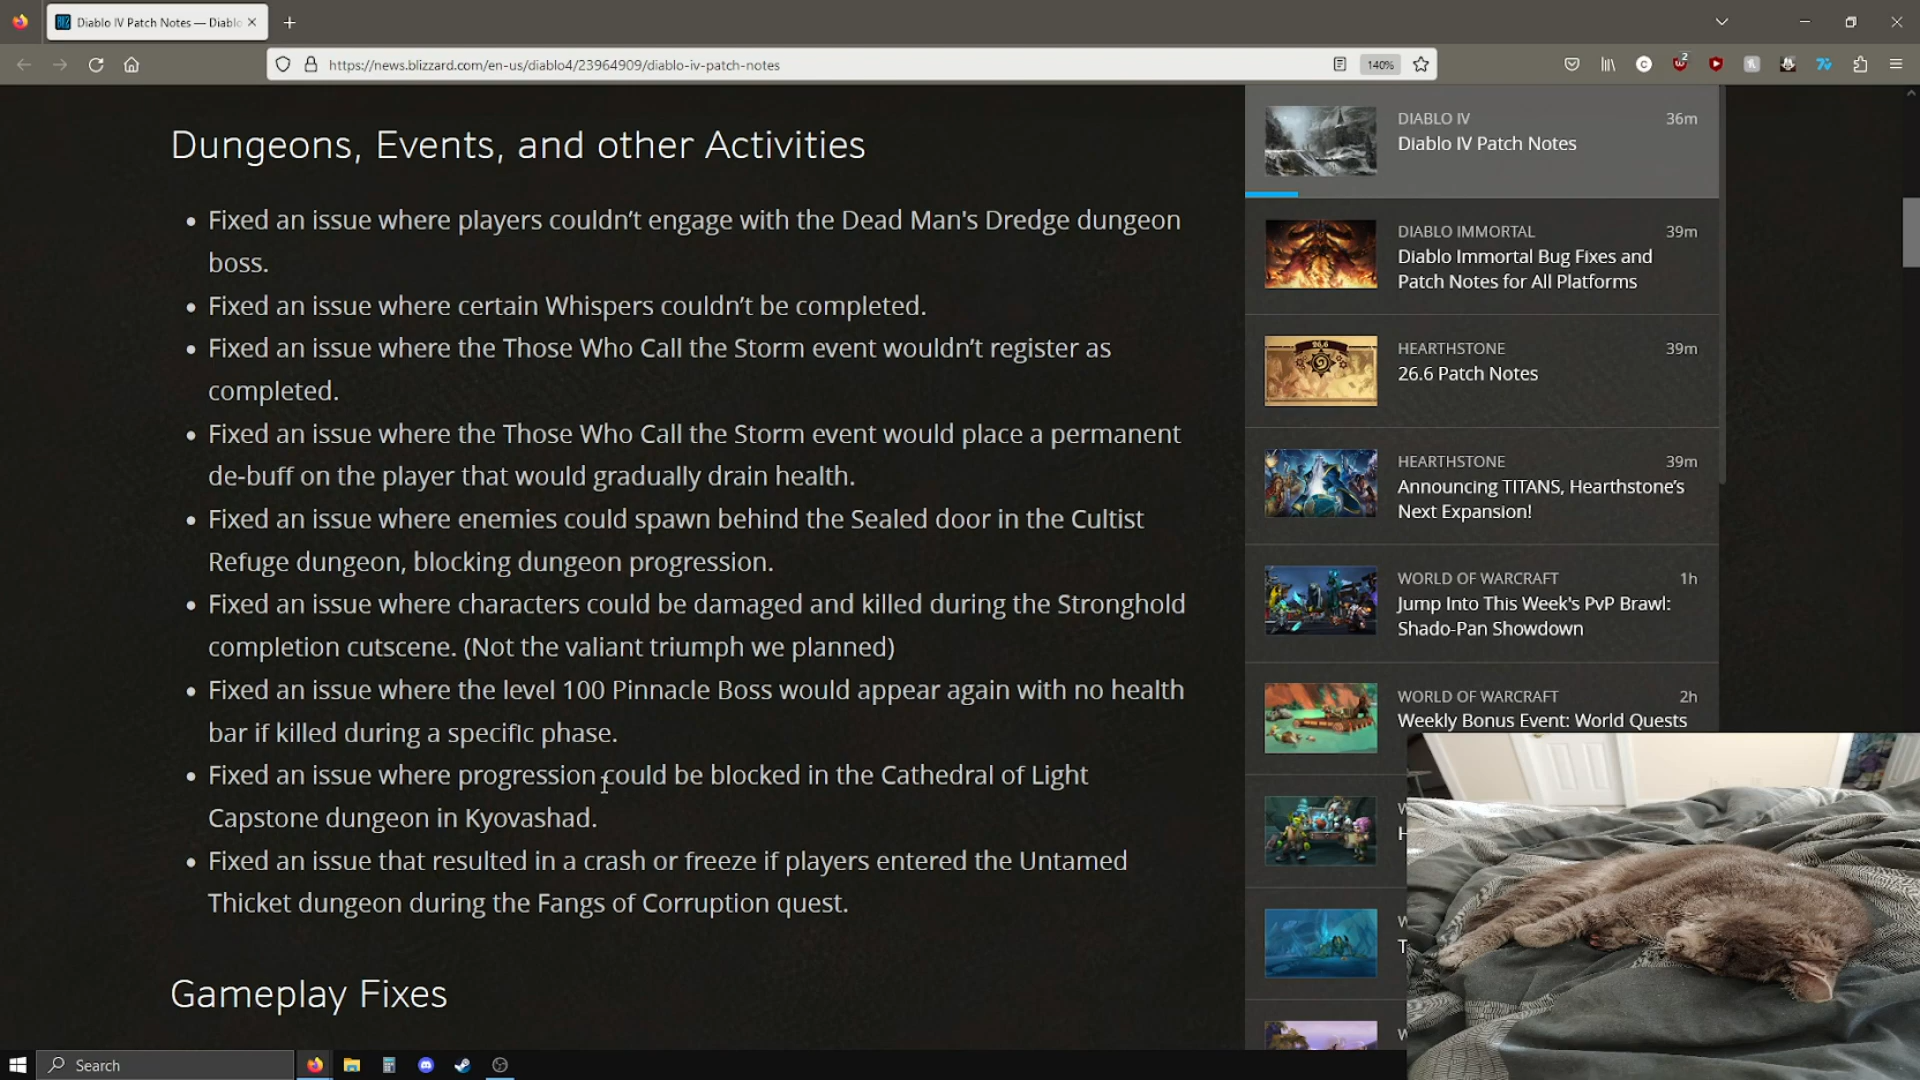 Diablo IV Patch Notes — Diablo
https://news.blizzard.com/en-us/diablo4/23964909/diablo-iv-patch-notes
140%
2
Dungeons, Events, and other Activities
Fixed an issue where players couldn’t engage with the Dead Man's Dredge dungeon
boss.
Fixed an issue where certain Whispers couldn’t be completed.
Fixed an issue where the Those Who Call the Storm event wouldn’t register as
completed.
Fixed an issue where the Those Who Call the Storm event would place a permanent
de-buff on the player that would gradually drain health.
Fixed an issue where enemies could spawn behind the Sealed door in the Cultist
Refuge dungeon, blocking dungeon progression.
Fixed an issue where characters could be damaged and killed during the Stronghold
completion cutscene. (Not the valiant triumph we planned)
Fixed an issue where the level 100 Pinnacle Boss would appear again with no health
bar if killed during a specific phase.
Fixed an issue where progression could be blocked in the Cathedral of Light
Capstone dungeon in Kyovashad.
Fixed an issue that resulted in a crash or freeze if players entered the Untamed
Thicket dungeon during the Fangs of Corruption quest.
Gameplay Fixes
DIABLO IV 36m
Diablo IV Patch Notes
DIABLO IMMORTAL 39m
Diablo Immortal Bug Fixes and
Patch Notes for All Platforms
26.6
HEARTHSTONE 39m
26.6 Patch Notes
HEARTHSTONE 39m
Announcing TITANS, Hearthstone’s
Next Expansion!
WORLD OF WARCRAFT 1h
Jump Into This Week's PvP Brawl:
Shado-Pan Showdown
WORLD OF WARCRAFT 2h
Weekly Bonus Event: World Quests
Search